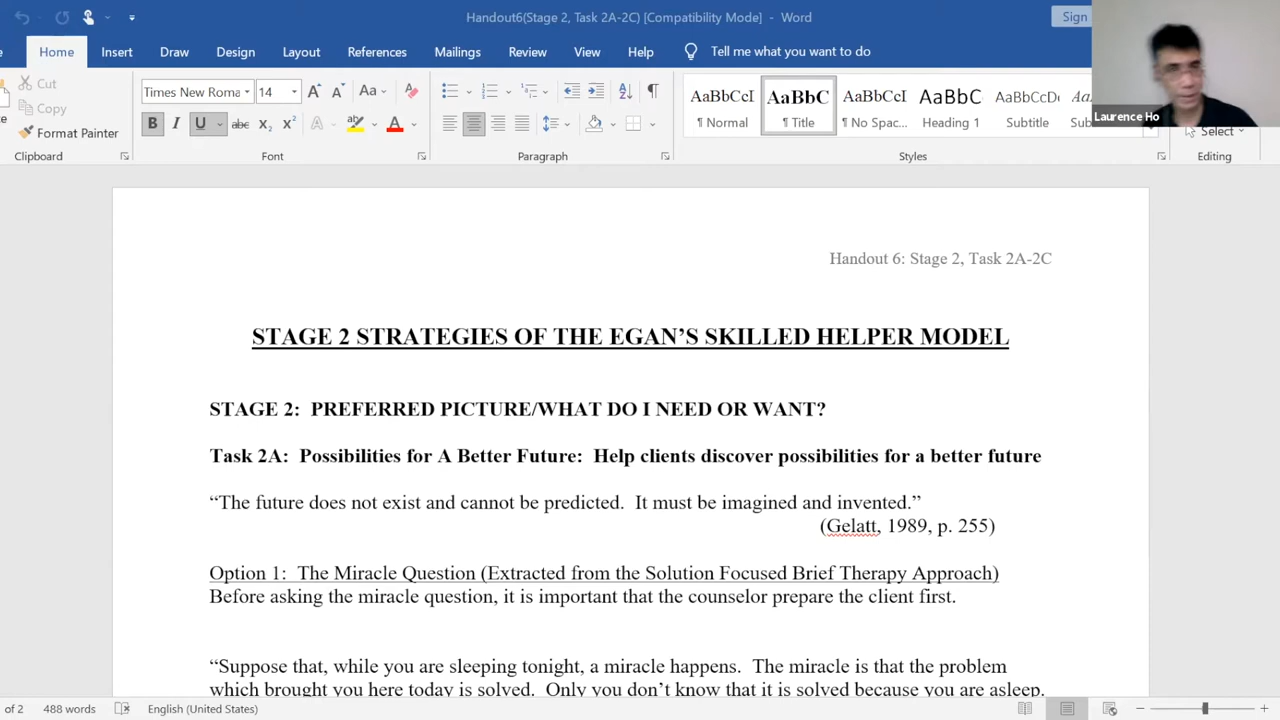 Handout6(Stage 2, Task 2A-2C) [Compatibility Mode] - Word
Sign
Home Insert Draw Design Layout References Mailings Review View Help Tell me what you want to do
Cut
Copy
Format Painter
Times New Roma 14
Aa
AaBbCcI AaBbC AaBbCcI AaBbC AaBbCcD
¶ Normal ¶ Title ¶ No Spac... Heading 1 Subtitle
Laurence Ho
Select
Clipboard Font Paragraph Styles Editing
Handout 6: Stage 2, Task 2A-2C
STAGE 2 STRATEGIES OF THE EGAN’S SKILLED HELPER MODEL
STAGE 2: PREFERRED PICTURE/WHAT DO I NEED OR WANT?
Task 2A: Possibilities for A Better Future: Help clients discover possibilities for a better future
“The future does not exist and cannot be predicted. It must be imagined and invented.”
(Gelatt, 1989, p. 255)
Option 1: The Miracle Question (Extracted from the Solution Focused Brief Therapy Approach)
Before asking the miracle question, it is important that the counselor prepare the client first.
“Suppose that, while you are sleeping tonight, a miracle happens. The miracle is that the problem
which brought you here today is solved. Only you don’t know that it is solved because you are asleep.
of 2 488 words English (United States)